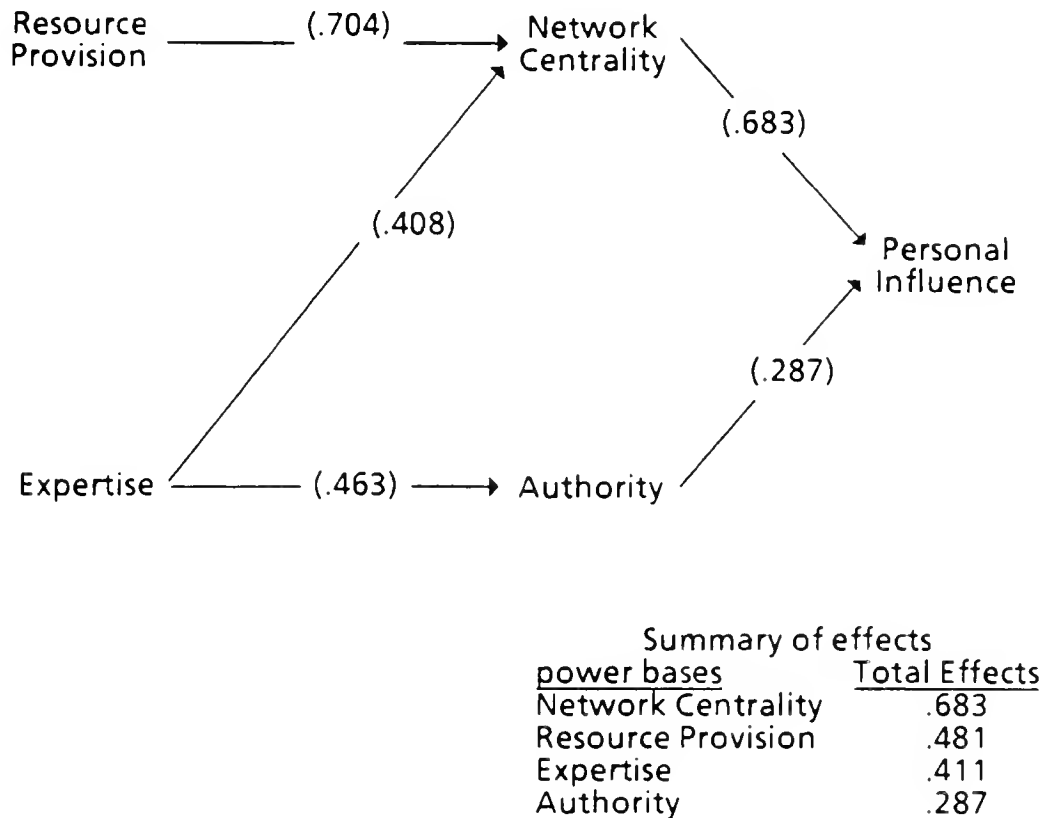 Resource
Provision
(.704)
Network
Centrality
(.683)
(.408)
Personal
Influence
(.287)
Expertise
(.463)
Authority
Summary of effects
power bases Total Effects
Network Centrality .683
Resource Provision .481
Expertise .411
Authority .287